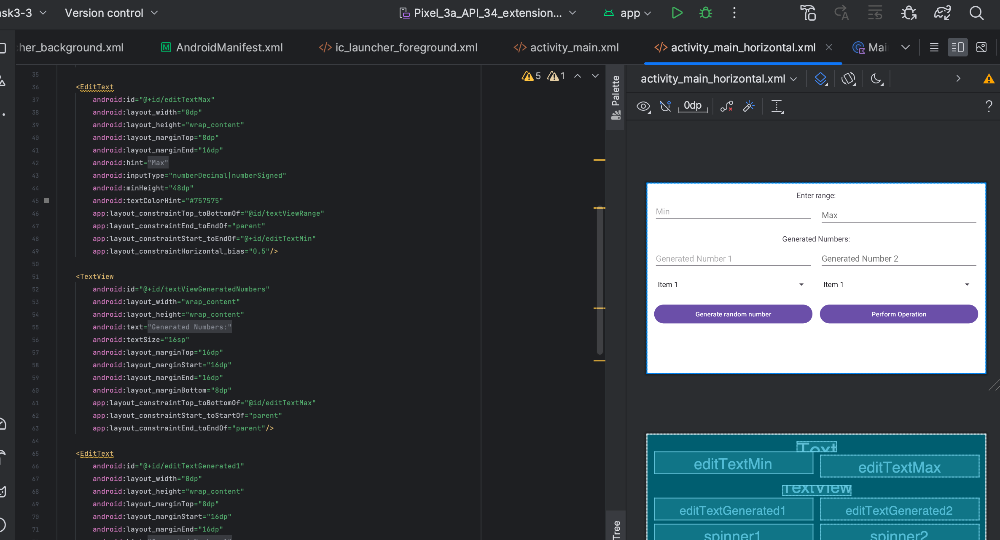 ask3-3 Version control Pixel_3a_API_34_extension... app
her_background.xml AndroidManifest.xml ic_launcher_foreground.xml activity_main.xml activity_main_horizontal.xml Mai
5 1
Palette
activity_main_horizontal.xml
0dp
?
35
36 <EditText
37 android:id="@+id/editTextMax"
38 android:layout_width="0dp"
39 android:layout_height="wrap_content"
40 android:layout_marginTop="8dp"
41 android:layout_marginEnd="16dp"
42 android:hint="Max"
43 android:inputType="numberDecimal|numberSigned"
44 android:minHeight="48dp"
45 android:textColorHint="#757575"
46 app:layout_constraintTop_toBottomOf="@id/textViewRange"
47 app:layout_constraintEnd_toEndOf="parent"
48 app:layout_constraintStart_toEndOf="@+id/editTextMin"
49 app:layout_constraintHorizontal_bias="0.5"/>
50
51 <TextView
52 android:id="@+id/textViewGeneratedNumbers"
53 android:layout_width="wrap_content"
54 android:layout_height="wrap_content"
55 android:text="Generated Numbers:"
56 android:textSize="16sp"
57 android:layout_marginTop="16dp"
58 android:layout_marginStart="16dp"
59 android:layout_marginEnd="16dp"
60 android:layout_marginBottom="8dp"
61 app:layout_constraintTop_toBottomOf="@id/editTextMax"
62 app:layout_constraintStart_toStartOf="parent"
63 app:layout_constraintEnd_toEndOf="parent"/>
64
65 <EditText
66 android:id="@+id/editTextGenerated1"
67 android:layout_width="0dp"
68 android:layout_height="wrap_content"
69 android:layout_marginTop="8dp"
70 android:layout_marginStart="16dp"
71 android:layout_marginEnd="16dp"
Enter range:
Min Max
Generated Numbers:
Generated Number 1 Generated Number 2
Item 1 Item 1
Generate random number Perform Operation
Text
editTextMin editTextMax
TextView
editTextGenerated1 editTextGenerated2
spinner1 spinner2
Tree